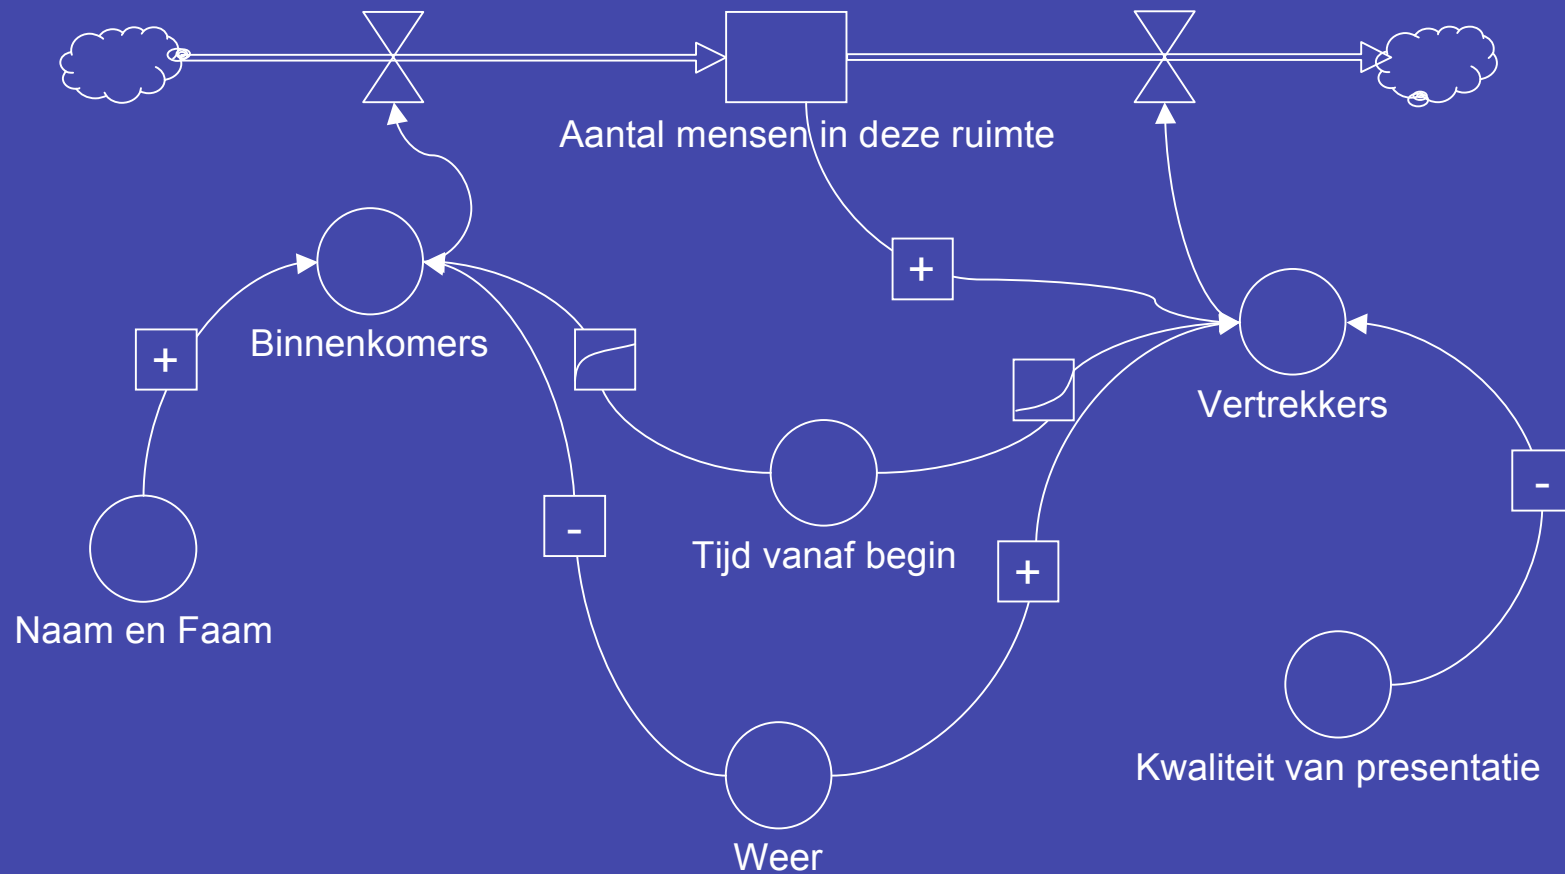 Aantal mensen in deze ruimte
+
Binnenkomers
+
Vertrekkers
-
-
Tijd vanaf begin
+
Naam en Faam
Kwaliteit van presentatie
Weer